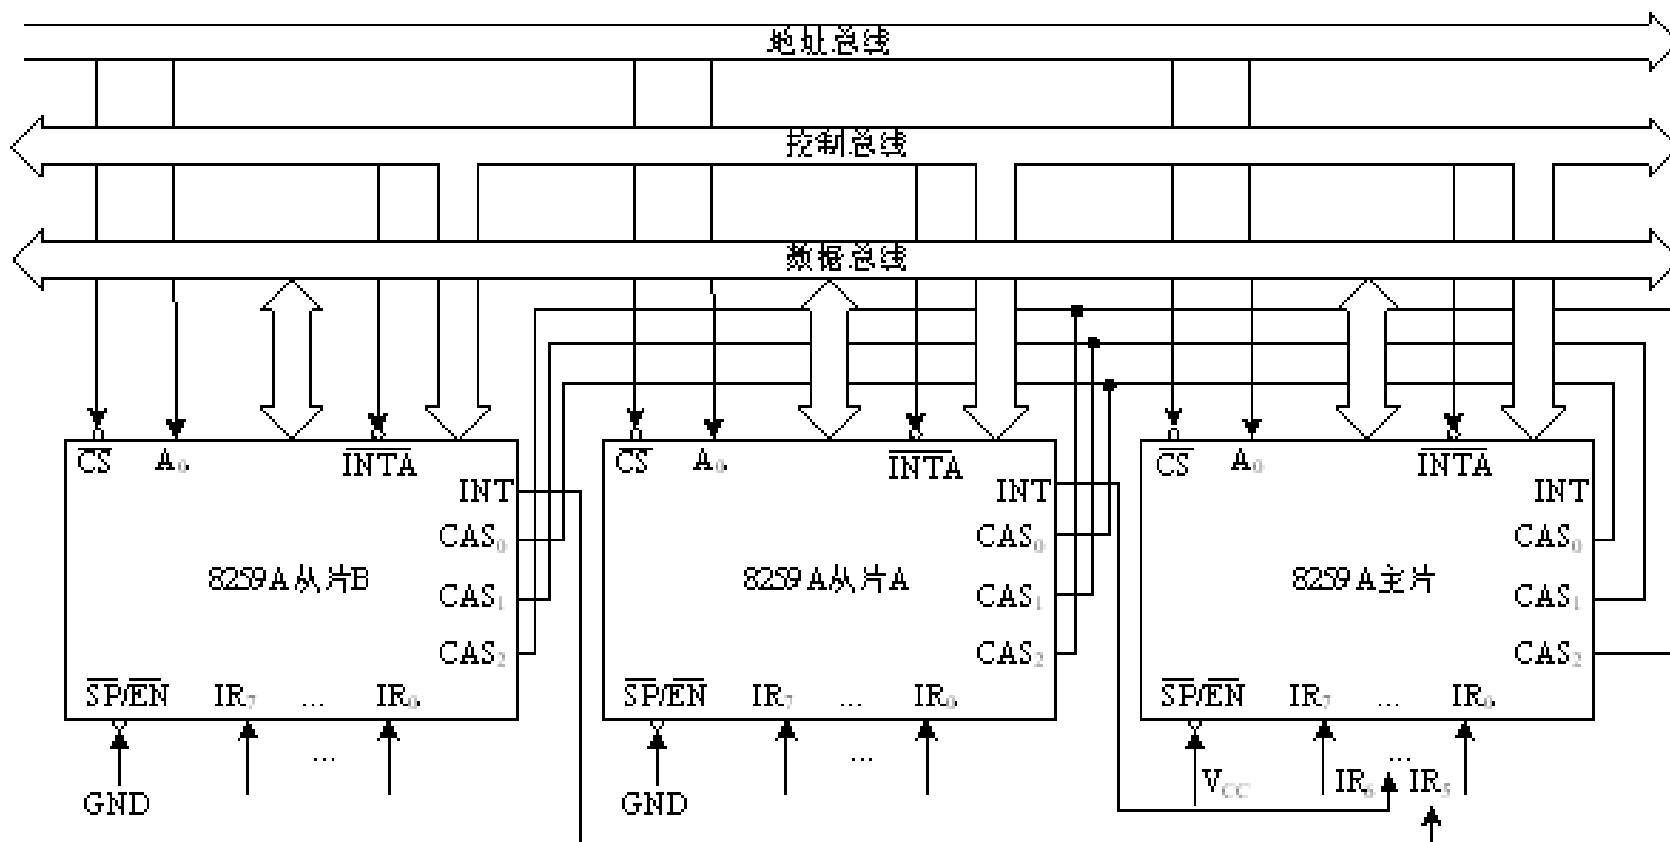 地址总线
控制总线
数据总线
CS A₀ INTA
INT
CAS₀
8259A从片B
CAS₁
CAS₂
SP/EN IR₇ ... IR₀
...
GND
CS A₀ INTA
INT
CAS₀
8259A从片A
CAS₁
CAS₂
SP/EN IR₇ ... IR₀
...
GND
CS A₀ INTA
INT
CAS₀
8259A主片
CAS₁
CAS₂
SP/EN IR₇ ... IR₀
...
V_CC IR₆ IR₅